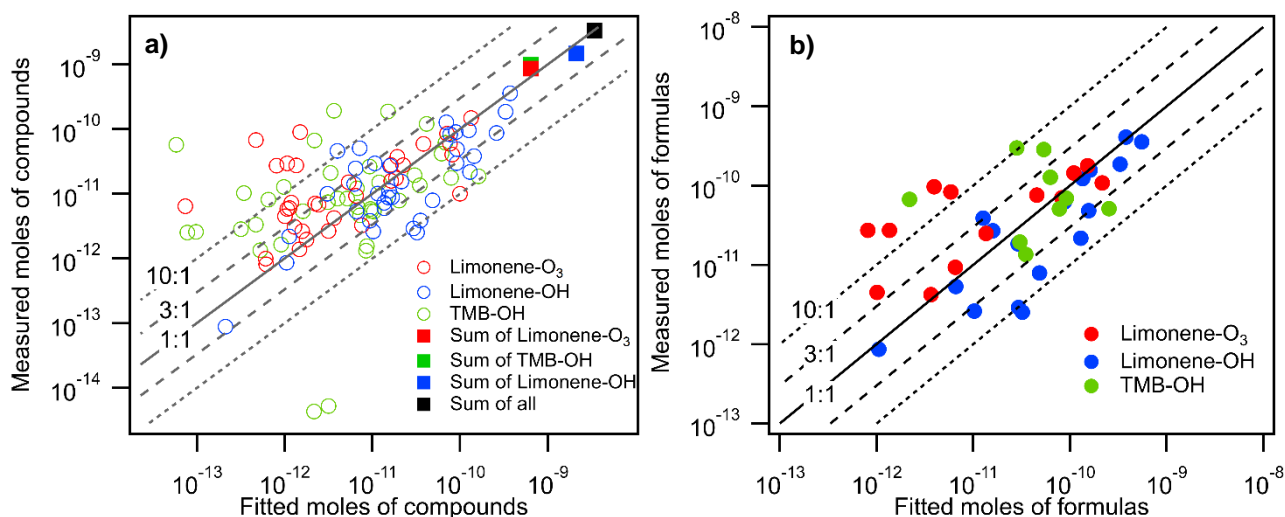 a)
Measured moles of compounds
10⁻⁹
10⁻¹⁰
10⁻¹¹
10⁻¹²
10⁻¹³
10⁻¹⁴
10:1
3:1
1:1
Limonene-O₃
Limonene-OH
TMB-OH
Sum of Limonene-O₃
Sum of TMB-OH
Sum of Limonene-OH
Sum of all
10⁻¹³ 10⁻¹² 10⁻¹¹ 10⁻¹⁰ 10⁻⁹
Fitted moles of compounds
b)
Measured moles of formulas
10⁻⁸
10⁻⁹
10⁻¹⁰
10⁻¹¹
10⁻¹²
10⁻¹³
10:1
3:1
1:1
Limonene-O₃
Limonene-OH
TMB-OH
10⁻¹³ 10⁻¹² 10⁻¹¹ 10⁻¹⁰ 10⁻⁹ 10⁻⁸
Fitted moles of formulas